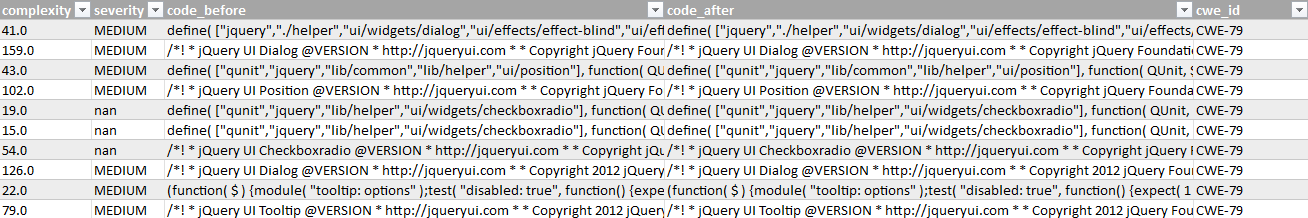 complexity severity code_before code_after cwe_id
41.0 MEDIUM define( ["jquery","./helper","ui/widgets/dialog","ui/effects/effect-blind","ui/eff define( ["jquery","./helper","ui/widgets/dialog","ui/effects/effect-blind","ui/effects, CWE-79
159.0 MEDIUM /*! * jQuery UI Dialog @VERSION * http://jqueryui.com * * Copyright jQuery Foun /*! * jQuery UI Dialog @VERSION * http://jqueryui.com * * Copyright jQuery Foundatio CWE-79
43.0 MEDIUM define( ["qunit","jquery","lib/common","lib/helper","ui/position"], function( QU define( ["qunit","jquery","lib/common","lib/helper","ui/position"], function( QUnit, $ CWE-79
102.0 MEDIUM /*! * jQuery UI Position @VERSION * http://jqueryui.com * * Copyright jQuery Fo /*! * jQuery UI Position @VERSION * http://jqueryui.com * * Copyright jQuery Founda CWE-79
19.0 nan define( ["qunit","jquery","lib/helper","ui/widgets/checkboxradio"], function( QU define( ["qunit","jquery","lib/helper","ui/widgets/checkboxradio"], function( QUnit, CWE-79
15.0 nan define( ["qunit","jquery","lib/helper","ui/widgets/checkboxradio"], function( QU define( ["qunit","jquery","lib/helper","ui/widgets/checkboxradio"], function( QUnit, CWE-79
54.0 nan /*! * jQuery UI Checkboxradio @VERSION * http://jqueryui.com * * Copyright jQu /*! * jQuery UI Checkboxradio @VERSION * http://jqueryui.com * * Copyright jQuery CWE-79
126.0 MEDIUM /*! * jQuery UI Dialog @VERSION * http://jqueryui.com * * Copyright 2012 jQuery /*! * jQuery UI Dialog @VERSION * http://jqueryui.com * * Copyright 2012 jQuery Fou CWE-79
22.0 MEDIUM (function( $ ) {module( "tooltip: options" );test( "disabled: true", function() {expe (function( $ ) {module( "tooltip: options" );test( "disabled: true", function() {expect( 1 CWE-79
79.0 MEDIUM /*! * jQuery UI Tooltip @VERSION * http://jqueryui.com * * Copyright 2012 jQuery /*! * jQuery UI Tooltip @VERSION * http://jqueryui.com * * Copyright 2012 jQuery Fou CWE-79